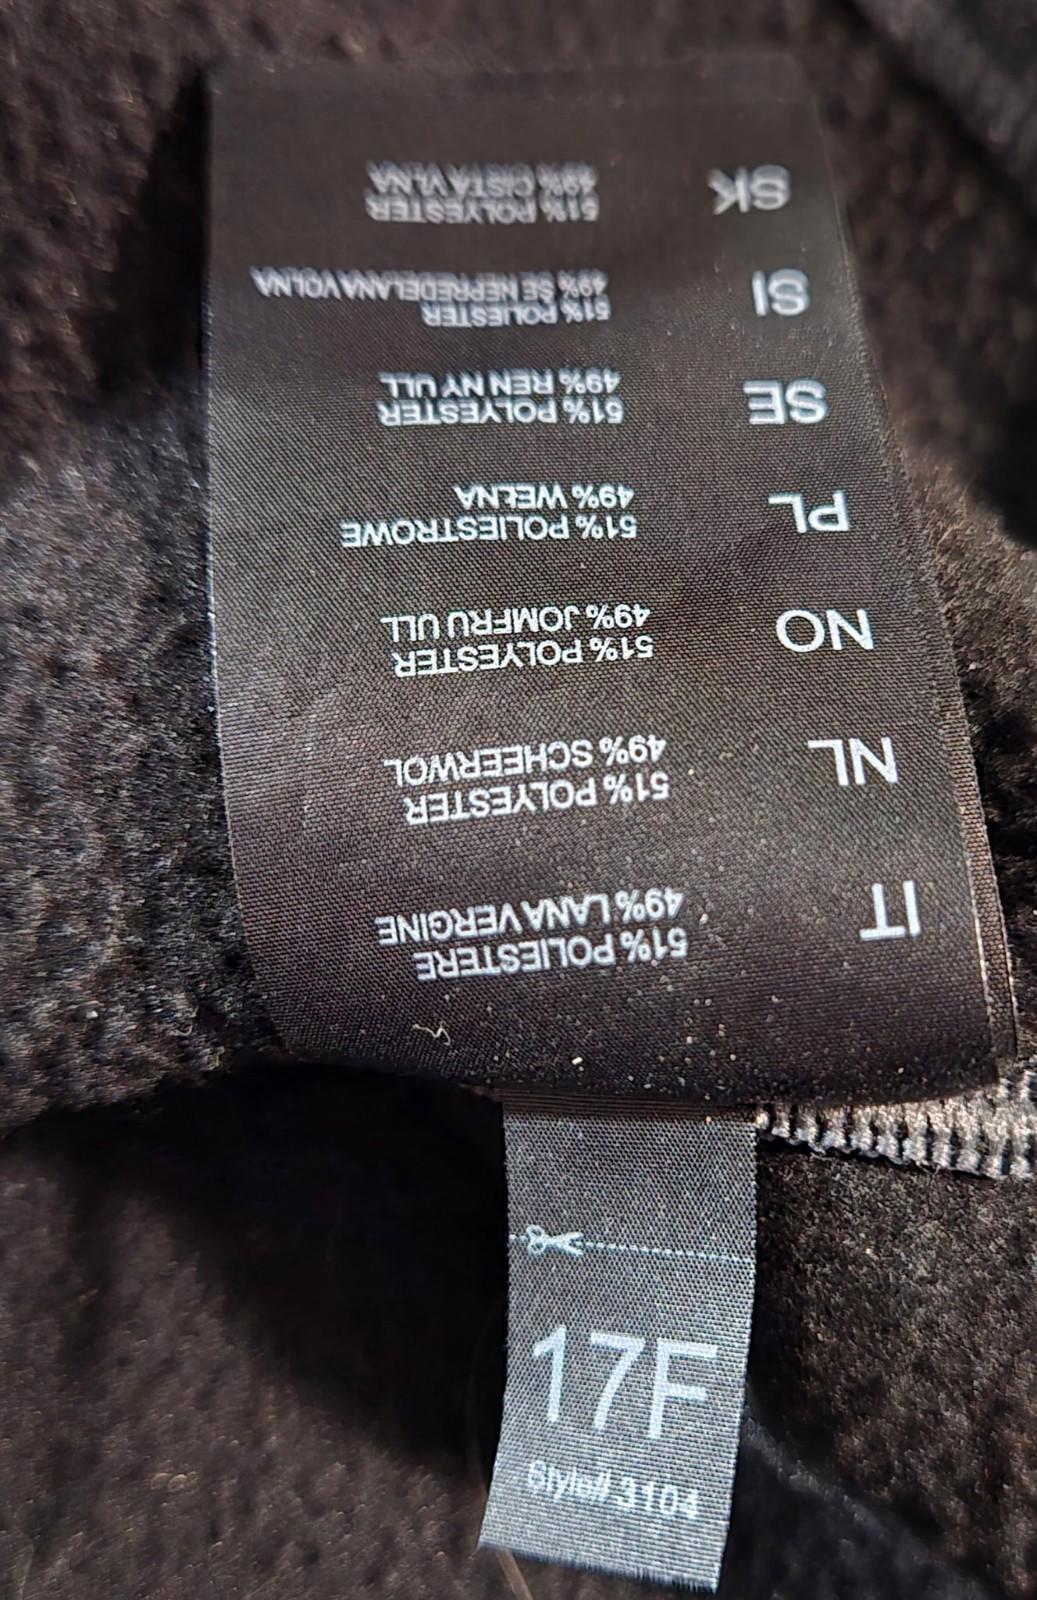 IT
51% POLIESTERE
49% LANA VERGINE
NL
51% POLYESTER
49% SCHEERWOL
NO
51% POLYESTER
49% JOMFRU ULL
PL
51% POLIESTROWE
49% WEŁNA
SE
51% POLYESTER
49% REN NY ULL
SI
51% POLIESTER
49% ŠE NEPREDELANA VOLNA
SK
51% POLYESTER
49% ČISTÁ VLNA
17F
Style# 3104